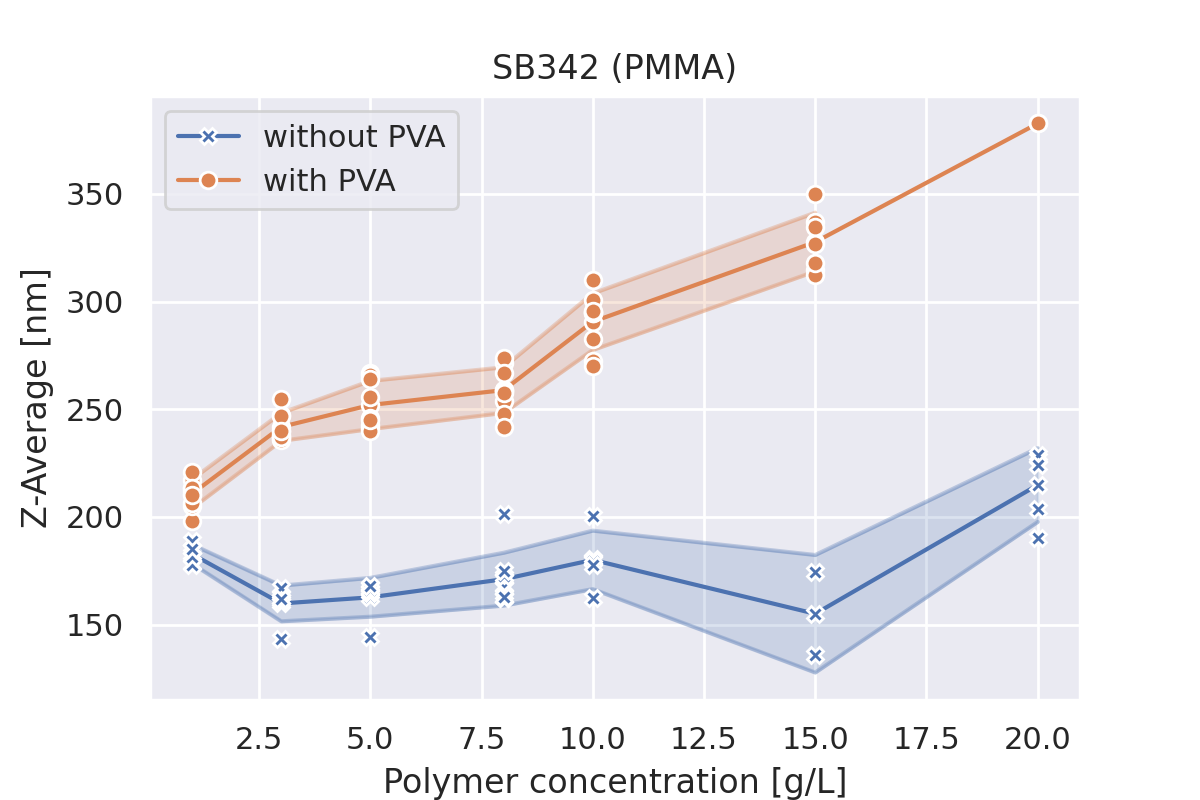 SB342 (PMMA)
without PVA
with PVA
350
300
250
200
150
Z-Average [nm]
2.5 5.0 7.5 10.0 12.5 15.0 17.5 20.0
Polymer concentration [g/L]